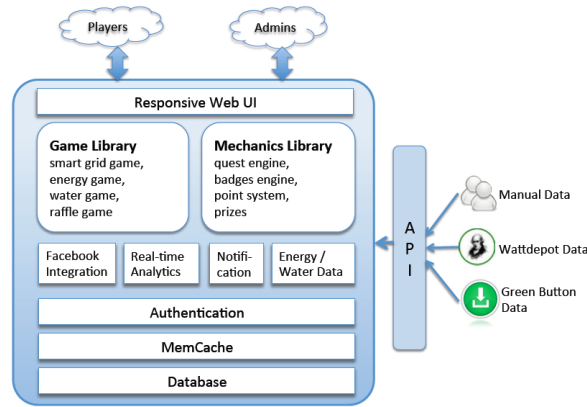 Players
Admins
Responsive Web UI
Game Library
smart grid game,
energy game,
water game,
raffle game
Mechanics Library
quest engine,
badges engine,
point system,
prizes
Facebook
Integration
Real-time
Analytics
Notifi-
cation
Energy /
Water Data
Authentication
MemCache
Database
A
P
I
Manual Data
Wattdepot Data
Green Button
Data